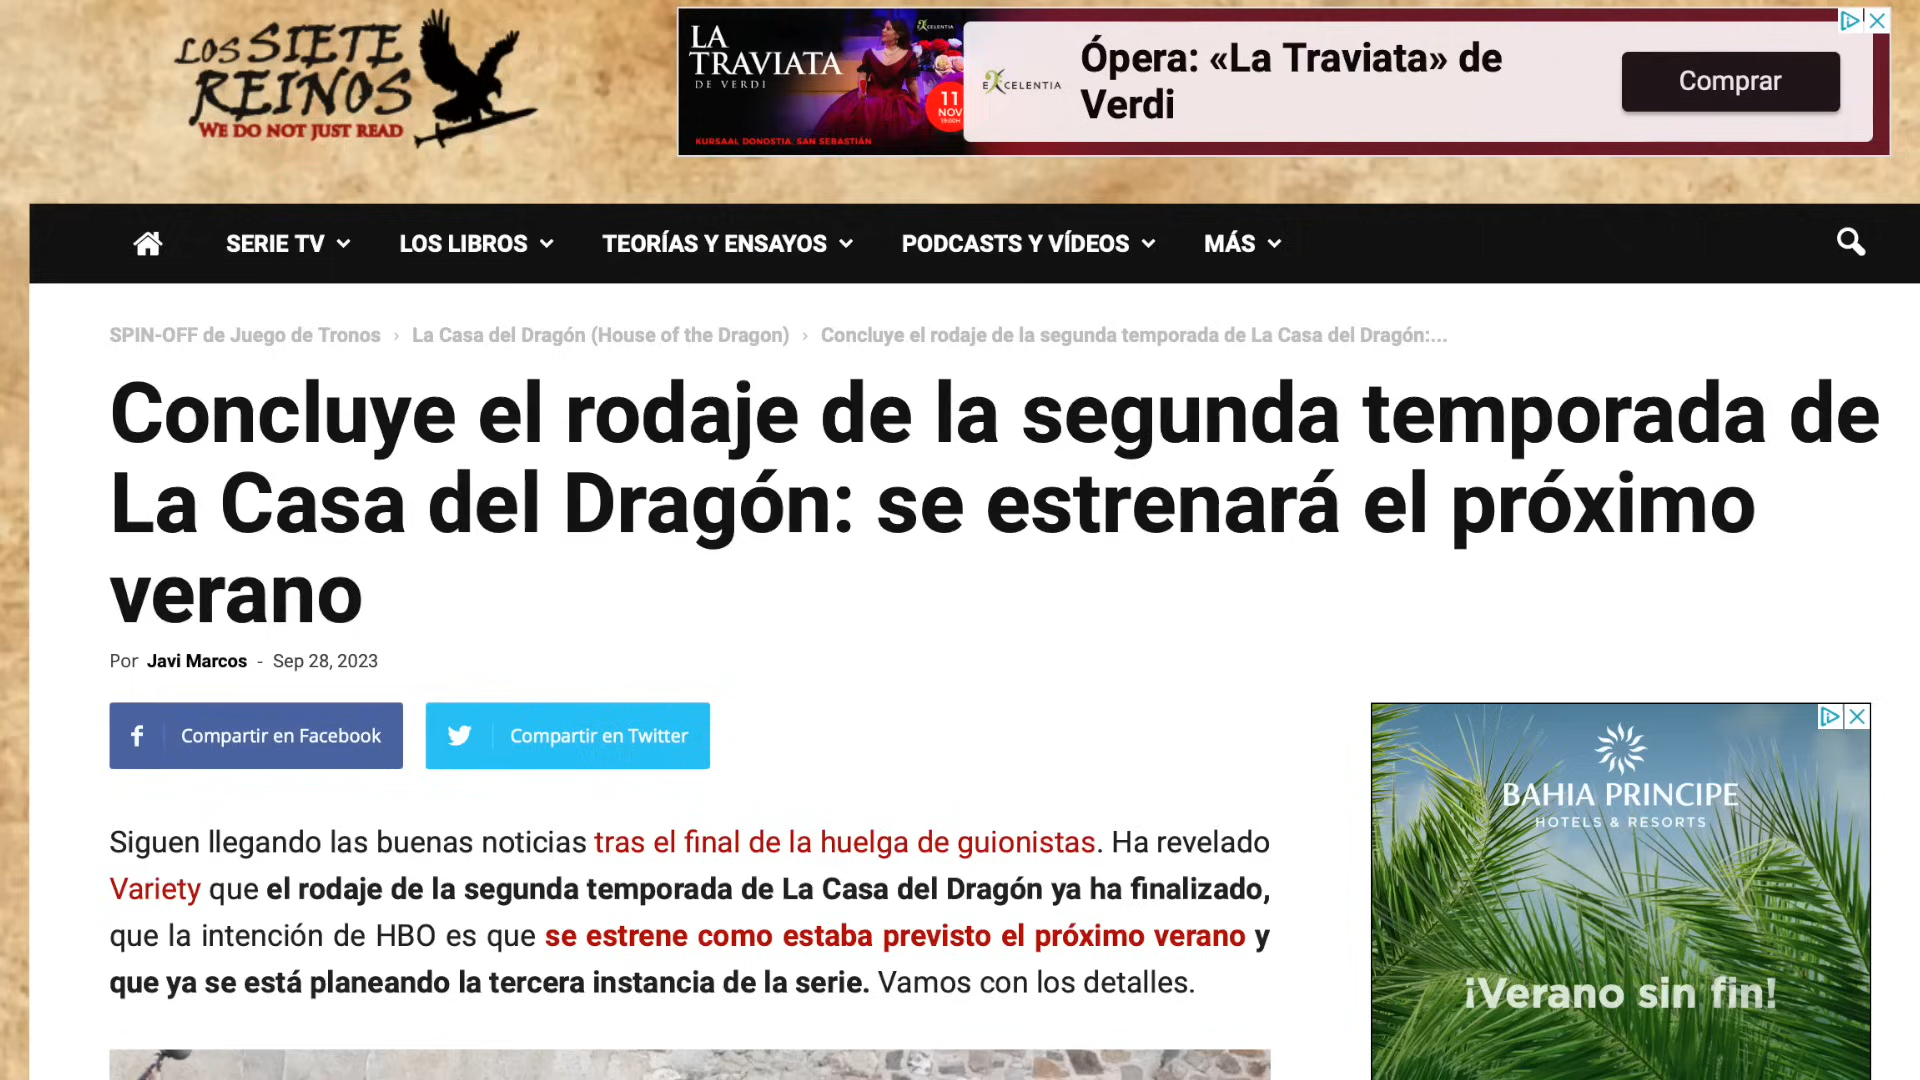 LOS SIETE
REINOS
WE DO NOT JUST READ
LA
TRAVIATA
DE VERDI
EXCELENTIA
11
NOV
19:00H
KURSAAL DONOSTIA, SAN SEBASTIÁN
EXCELENTIA
Ópera: «La Traviata» de
Verdi
Comprar
SERIE TV
LOS LIBROS
TEORÍAS Y ENSAYOS
PODCASTS Y VÍDEOS
MÁS
SPIN-OFF de Juego de Tronos › La Casa del Dragón (House of the Dragon) › Concluye el rodaje de la segunda temporada de La Casa del Dragón:...
Concluye el rodaje de la segunda temporada de
La Casa del Dragón: se estrenará el próximo
verano
Por Javi Marcos - Sep 28, 2023
Compartir en Facebook
Compartir en Twitter
Siguen llegando las buenas noticias tras el final de la huelga de guionistas. Ha revelado
Variety que el rodaje de la segunda temporada de La Casa del Dragón ya ha finalizado,
que la intención de HBO es que se estrene como estaba previsto el próximo verano y
que ya se está planeando la tercera instancia de la serie. Vamos con los detalles.
BAHIA PRINCIPE
HOTELS & RESORTS
¡Verano sin fin!